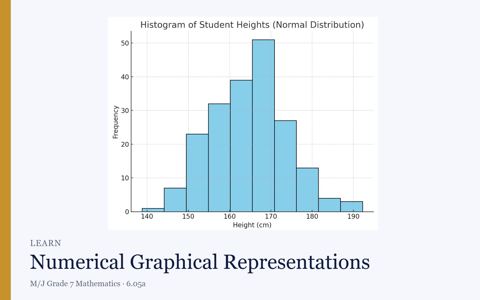 Histogram of Student Heights (Normal Distribution)
50
40
30
20
10
0
Frequency
140 150 160 170 180 190
Height (cm)
LEARN
Numerical Graphical Representations
M/J Grade 7 Mathematics · 6.05a